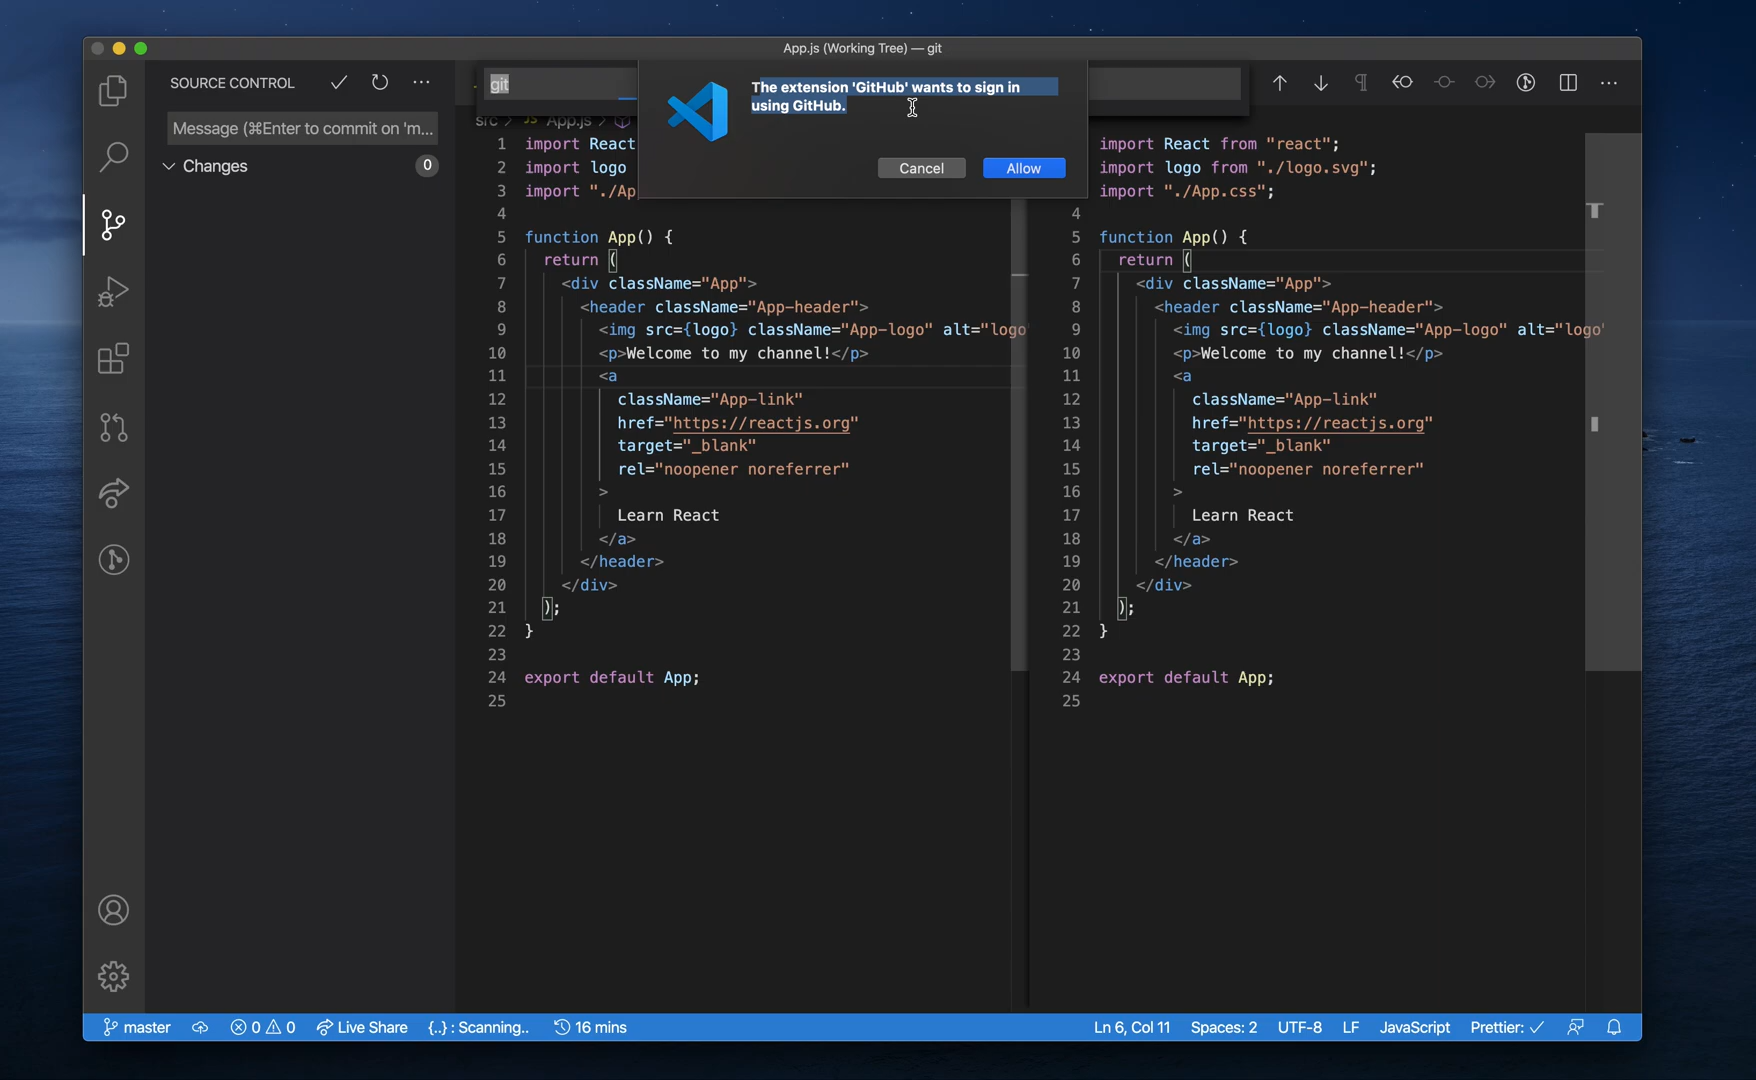 App.js (Working Tree) — git
SOURCE CONTROL
Message (⌘Enter to commit on 'm...
Changes
0
git
The extension 'GitHub' wants to sign in
using GitHub.
Cancel
Allow
src > JS App.js >
1 import React
2 import logo
3 import "./Ap
4
5 function App() {
6 return (
7 <div className="App">
8 <header className="App-header">
9 <img src={logo} className="App-logo" alt="logo"
10 <p>Welcome to my channel!</p>
11 <a
12 className="App-link"
13 href="https://reactjs.org"
14 target="_blank"
15 rel="noopener noreferrer"
16 >
17 Learn React
18 </a>
19 </header>
20 </div>
21 );
22 }
23
24 export default App;
25
import React from "react";
import logo from "./logo.svg";
import "./App.css";
4
5 function App() {
6 return (
7 <div className="App">
8 <header className="App-header">
9 <img src={logo} className="App-logo" alt="logo"
10 <p>Welcome to my channel!</p>
11 <a
12 className="App-link"
13 href="https://reactjs.org"
14 target="_blank"
15 rel="noopener noreferrer"
16 >
17 Learn React
18 </a>
19 </header>
20 </div>
21 );
22 }
23
24 export default App;
25
master
0 0
Live Share
{..} : Scanning..
16 mins
Ln 6, Col 11
Spaces: 2
UTF-8
LF
JavaScript
Prettier: ✓